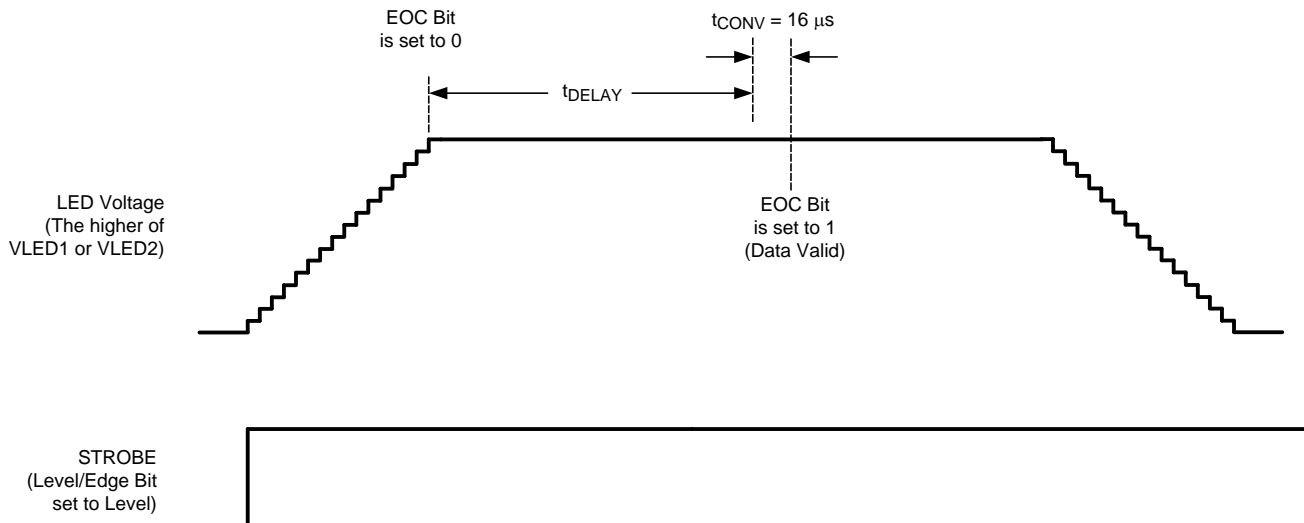 EOC Bit
is set to 0
tCONV = 16 μs
tDELAY
LED Voltage
(The higher of
VLED1 or VLED2)
EOC Bit
is set to 1
(Data Valid)
STROBE
(Level/Edge Bit
set to Level)